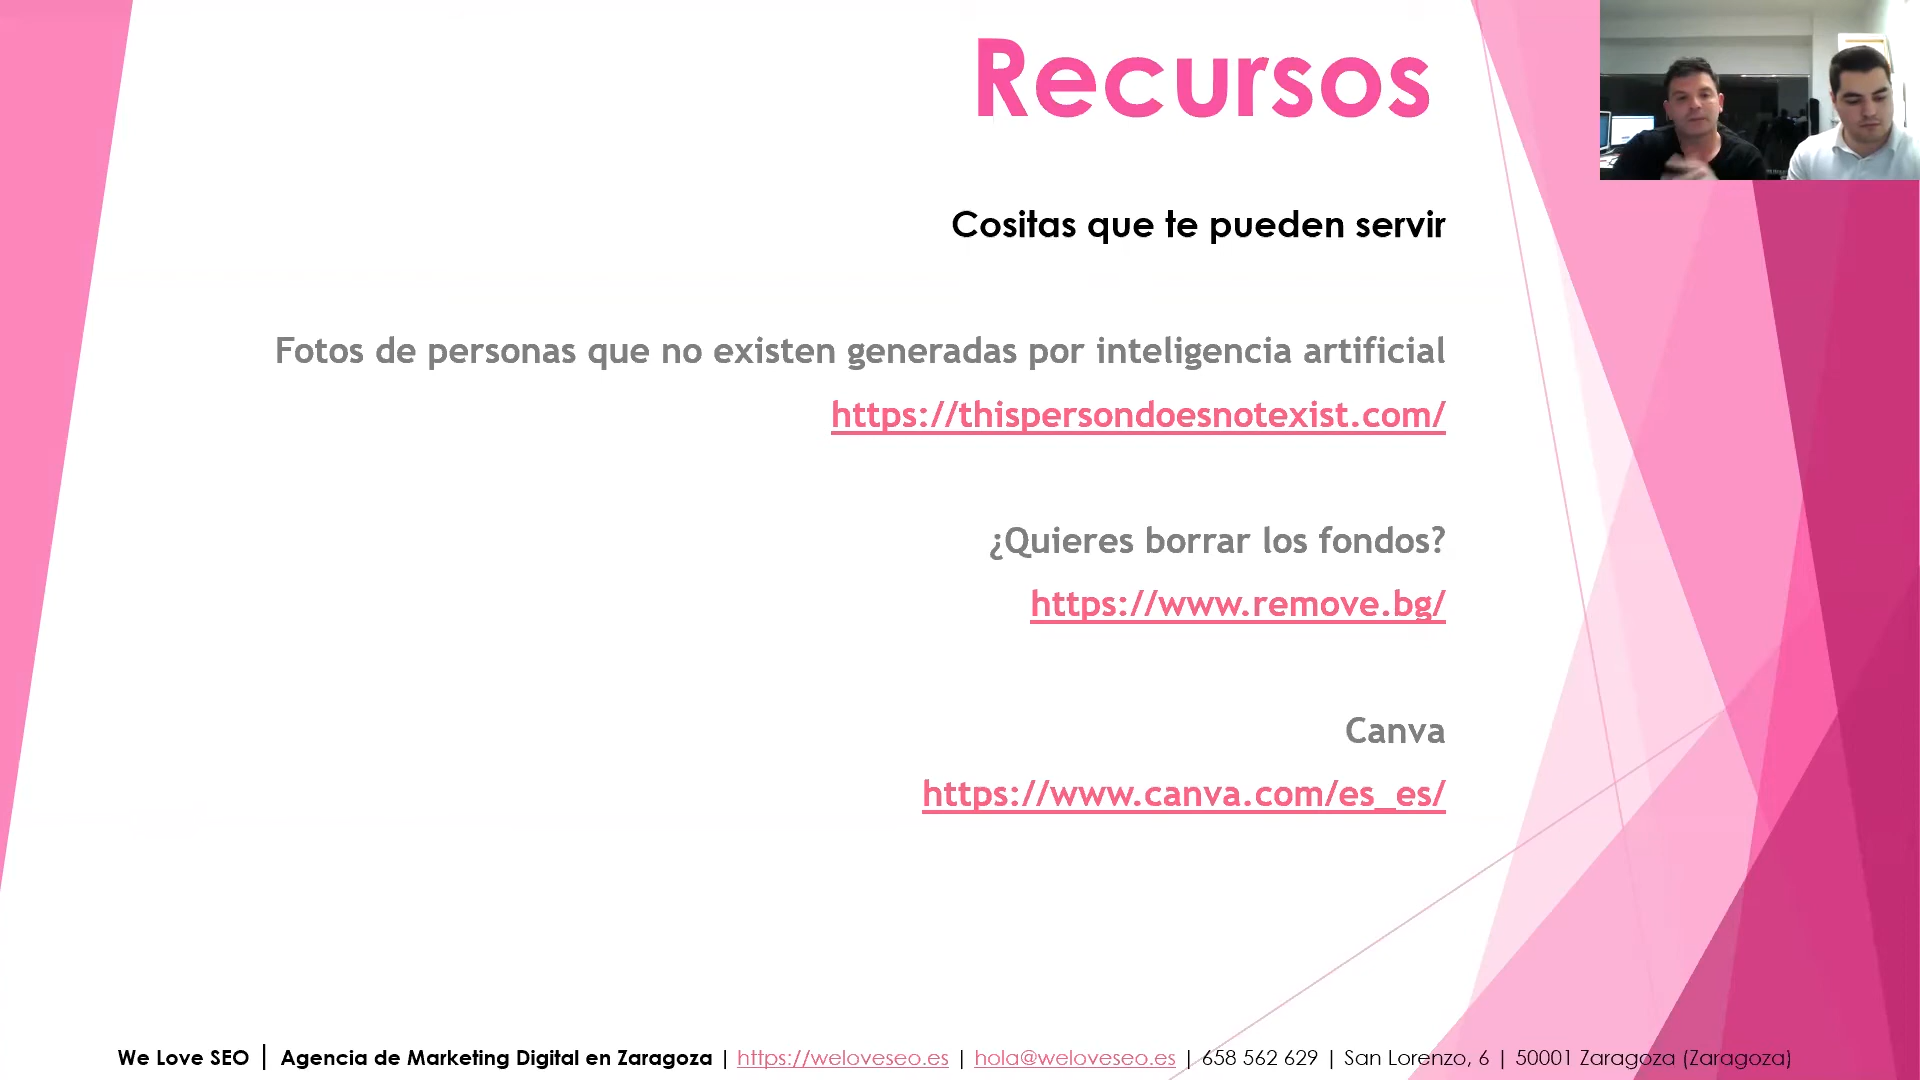 Recursos
Cositas que te pueden servir
Fotos de personas que no existen generadas por inteligencia artificial
https://thispersondoesnotexist.com/
¿Quieres borrar los fondos?
https://www.remove.bg/
Canva
https://www.canva.com/es_es/
We Love SEO | Agencia de Marketing Digital en Zaragoza | https://weloveseo.es | hola@weloveseo.es | 658 562 629 | San Lorenzo, 6 | 50001 Zaragoza (Zaragoza)